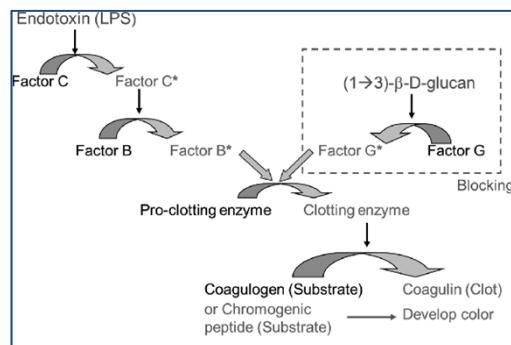 Endotoxin (LPS)
Factor C
Factor C*
(1→3)-β-D-glucan
Factor B
Factor B*
Factor G*
Factor G
Blocking
Pro-clotting enzyme
Clotting enzyme
Coagulogen (Substrate)
Coagulin (Clot)
or Chromogenic
peptide (Substrate)
Develop color